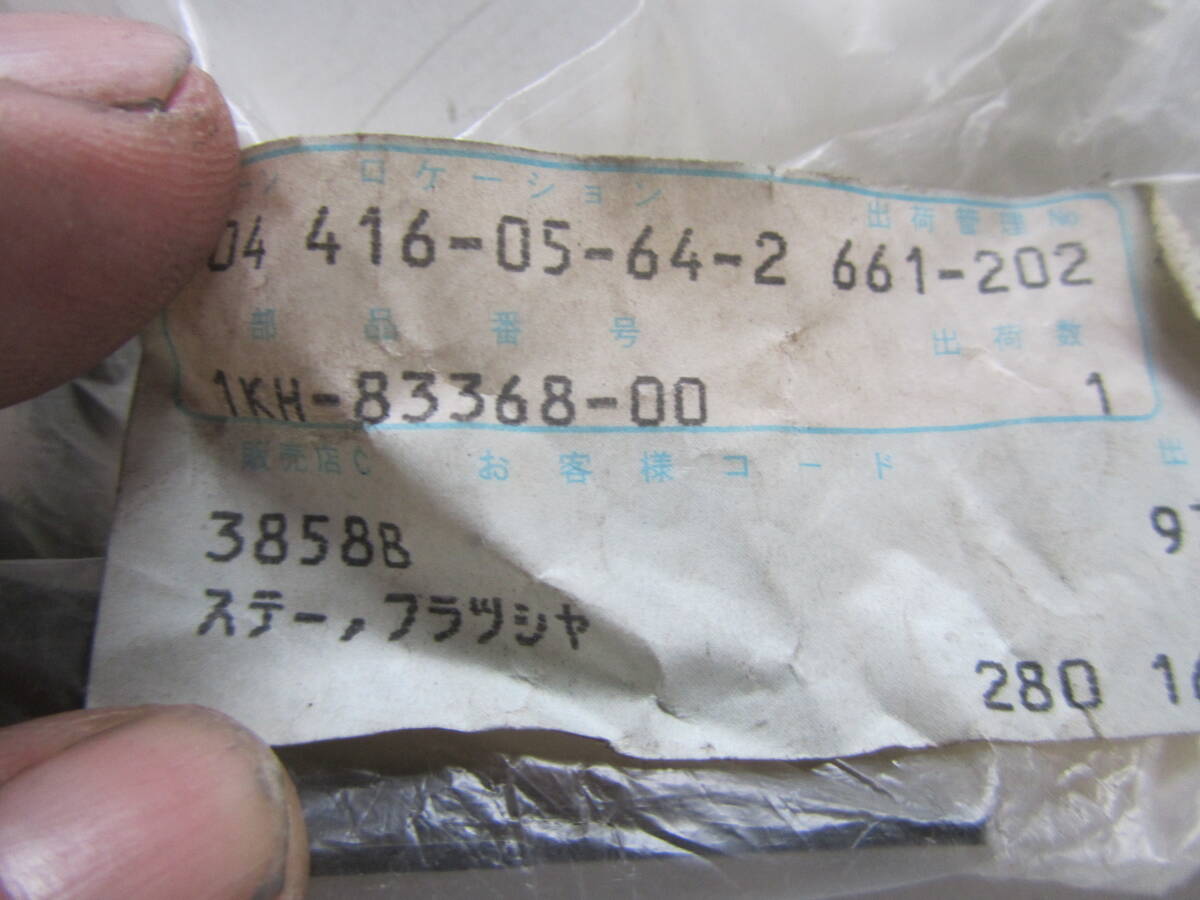 ロケーション 出荷管理No
04 416-05-64-2 661-202
部品番号 出荷数
1KH-83368-00 1
販売店C お客様コード
38588
ステー,フラツシヤ
280